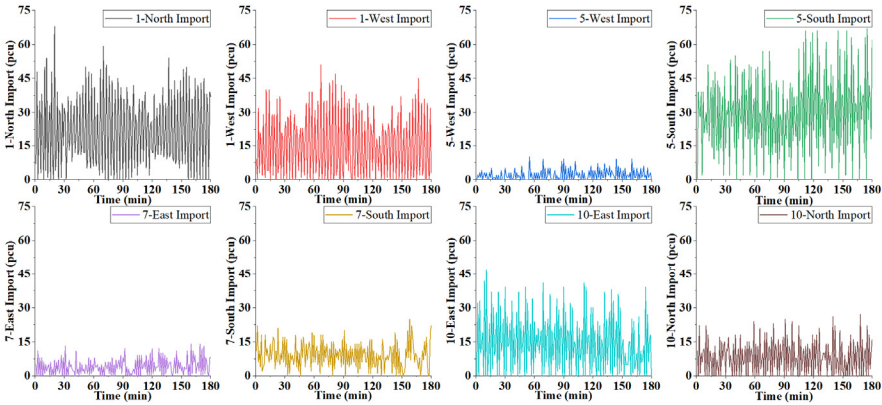 75
60
45
30
15
0
1-North Import (pcu)
1-North Import
0 30 60 90 120 150 180
Time (min)
75
60
45
30
15
0
1-West Import (pcu)
1-West Import
0 30 60 90 120 150 180
Time (min)
75
60
45
30
15
0
5-West Import (pcu)
5-West Import
0 30 60 90 120 150 180
Time (min)
75
60
45
30
15
0
5-South Import (pcu)
5-South Import
0 30 60 90 120 150 180
Time (min)
75
60
45
30
15
0
7-East Import (pcu)
7-East Import
0 30 60 90 120 150 180
Time (min)
75
60
45
30
15
0
7-South Import (pcu)
7-South Import
0 30 60 90 120 150 180
Time (min)
75
60
45
30
15
0
10-East Import (pcu)
10-East Import
0 30 60 90 120 150 180
Time (min)
75
60
45
30
15
0
10-North Import (pcu)
10-North Import
0 30 60 90 120 150 180
Time (min)